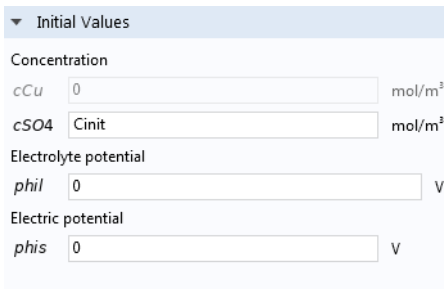 Initial Values
Concentration
cCu 0 mol/m³
cSO4 Cinit mol/m³
Electrolyte potential
phil 0 V
Electric potential
phis 0 V